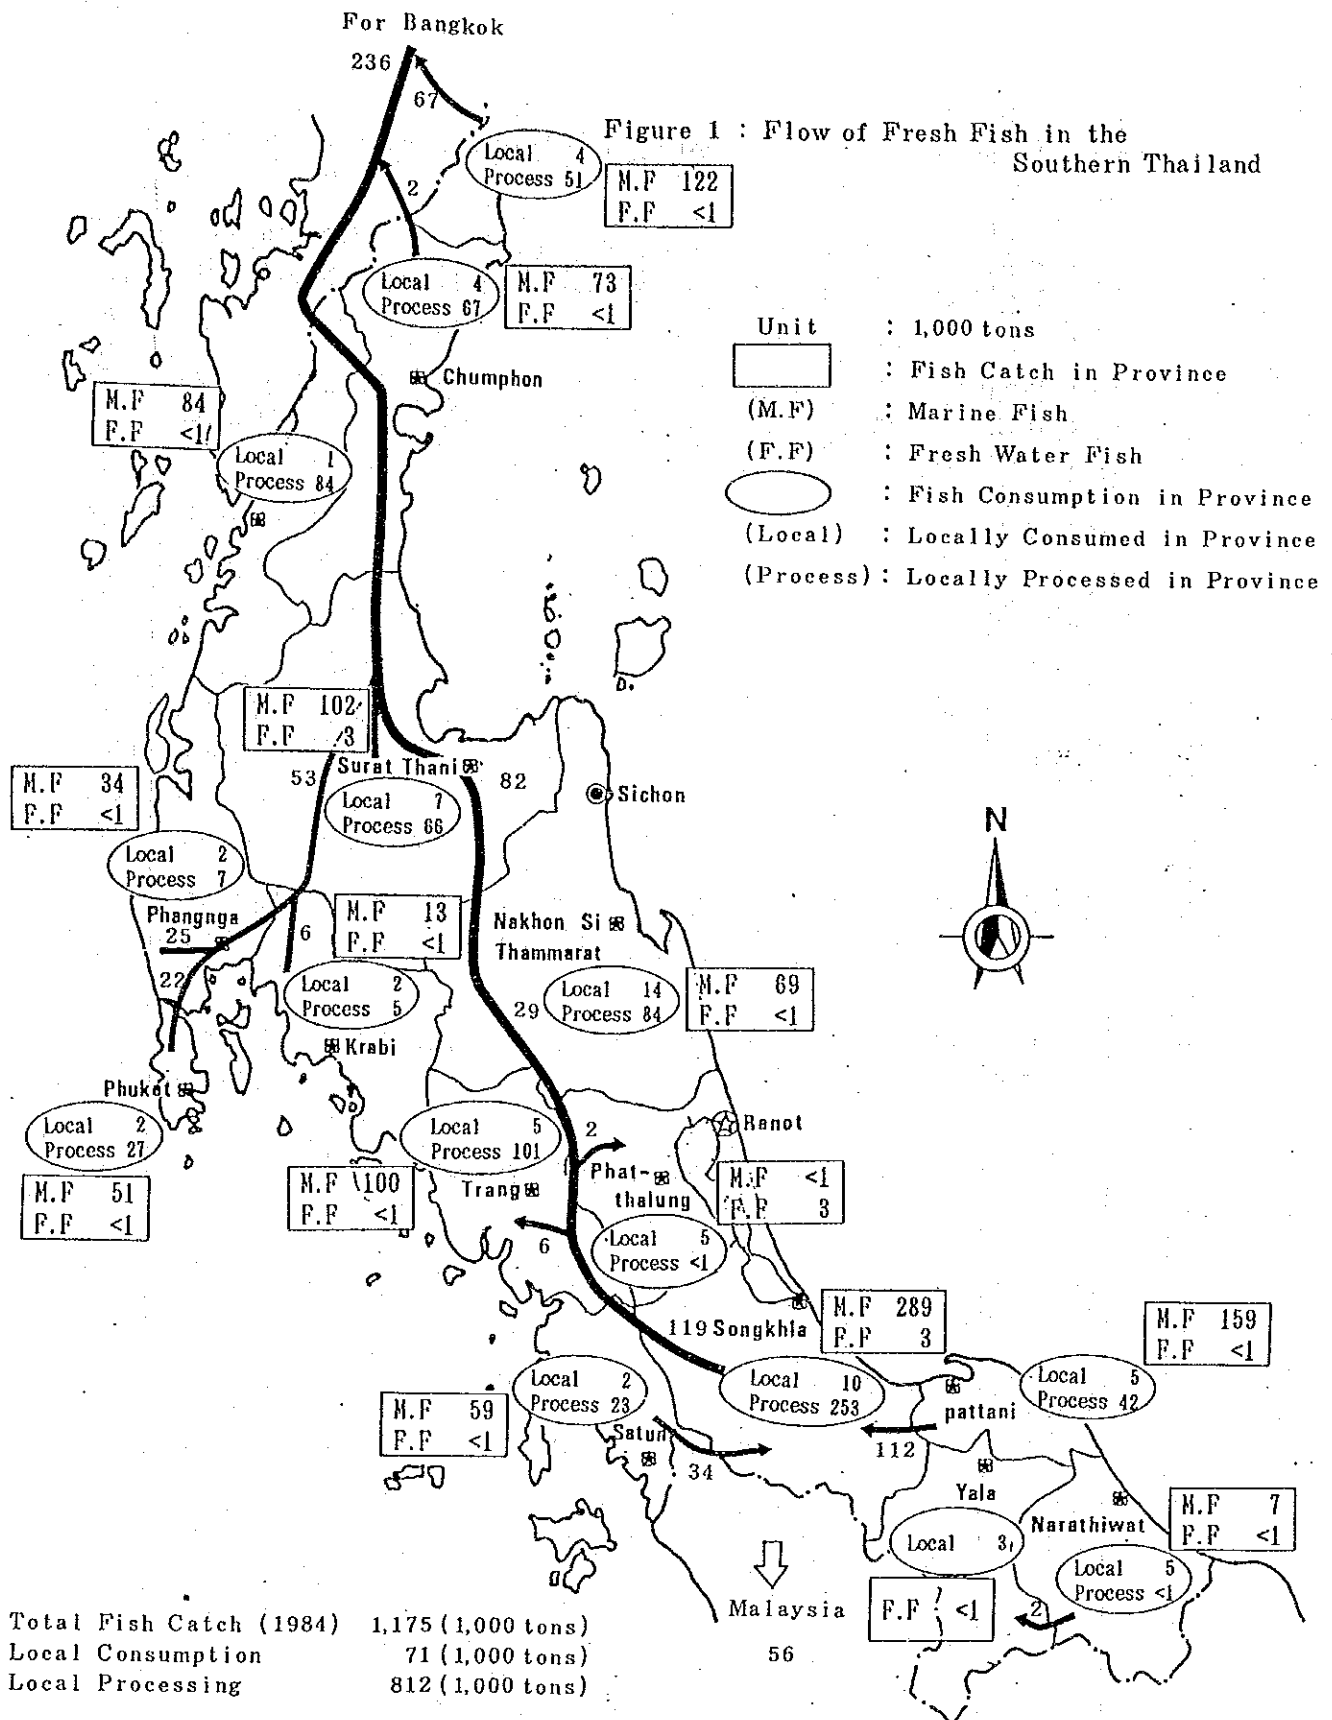 For Bangkok
236
67
Figure 1 : Flow of Fresh Fish in the
Southern Thailand
Local 4
Process 51
M.F 122
F.F <1
2
Local 4
Process 67
M.F 73
F.F <1
Unit : 1,000 tons
: Fish Catch in Province
(M.F) : Marine Fish
(F.F) : Fresh Water Fish
: Fish Consumption in Province
(Local) : Locally Consumed in Province
(Process) : Locally Processed in Province
Chumphon
M.F 84
F.F <1
Local 1
Process 84
M.F 102
F.F 3
53
Surat Thani
82
Local 7
Process 66
Sichon
M.F 34
F.F <1
Local 2
Process 7
Phangnga
25
22
6
M.F 13
F.F <1
Local 2
Process 5
Krabi
N
Nakhon Si
Thammarat
29
Local 14
Process 84
M.F 69
F.F <1
Phuket
Local 2
Process 27
M.F 51
F.F <1
Local 5
Process 101
M.F 100
F.F <1
Trang
2
6
Ranot
Phat-
thalung
M.F <1
F.F 3
Local 5
Process <1
119
Songkhla
M.F 289
F.F 3
Local 10
Process 253
M.F 159
F.F <1
Local 5
Process 42
pattani
112
Local 2
Process 23
M.F 59
F.F <1
Satun
34
Yala
Narathiwat
M.F 7
F.F <1
Local 3
Local 5
Process <1
F.F <1
2
Malaysia
56
Total Fish Catch (1984) 1,175 (1,000 tons)
Local Consumption 71 (1,000 tons)
Local Processing 812 (1,000 tons)